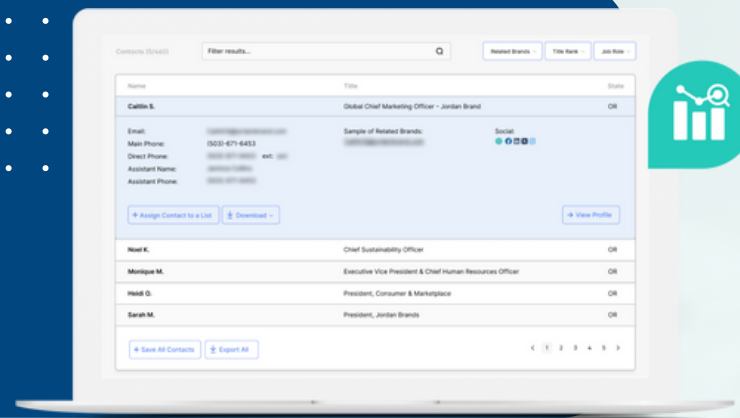 Contacts (5/440)
Filter results...
Related Brands
Title Rank
Job Role
Name Title State
Caitlin S. Global Chief Marketing Officer - Jordan Brand OR
Email: Sample of Related Brands: Social:
Main Phone: (503)-671-6453
Direct Phone: ext:
Assistant Name:
Assistant Phone:
+ Assign Contact to a List
Download
View Profile
Noel K. Chief Sustainability Officer OR
Monique M. Executive Vice President & Chief Human Resources Officer OR
Heidi O. President, Consumer & Marketplace OR
Sarah M. President, Jordan Brands OR
+ Save All Contacts
Export All
< 1 2 3 4 5 >